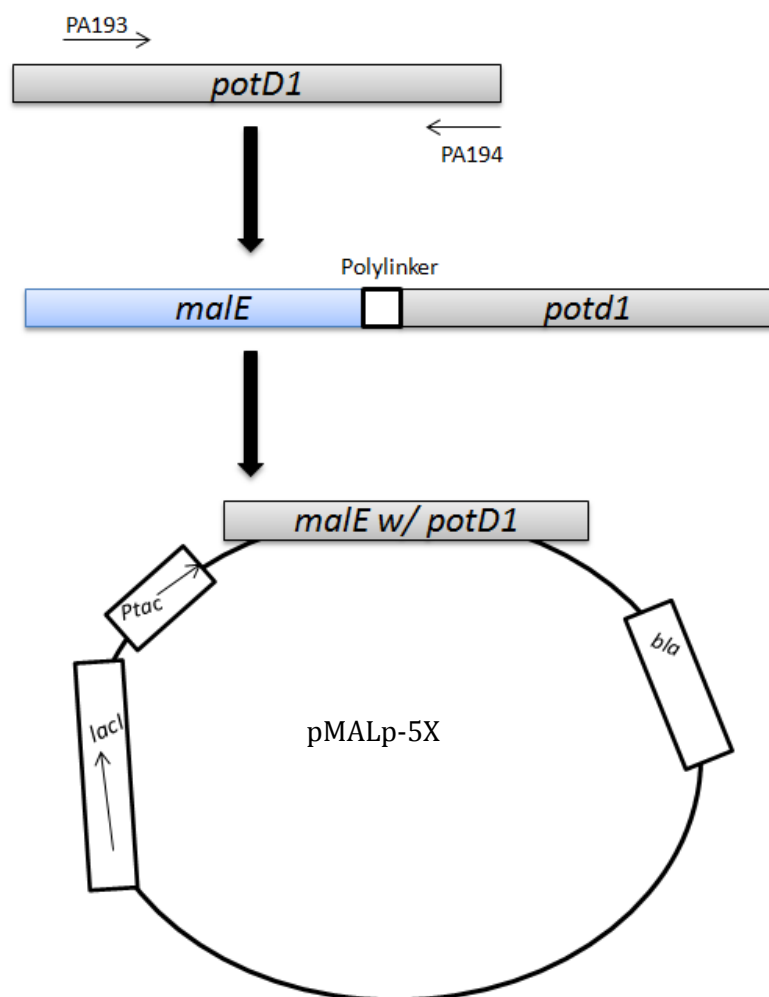 PA193
potD1
PA194
Polylinker
malE
potd1
malE w/ potD1
Ptac
bla
lacI
pMALp-5X